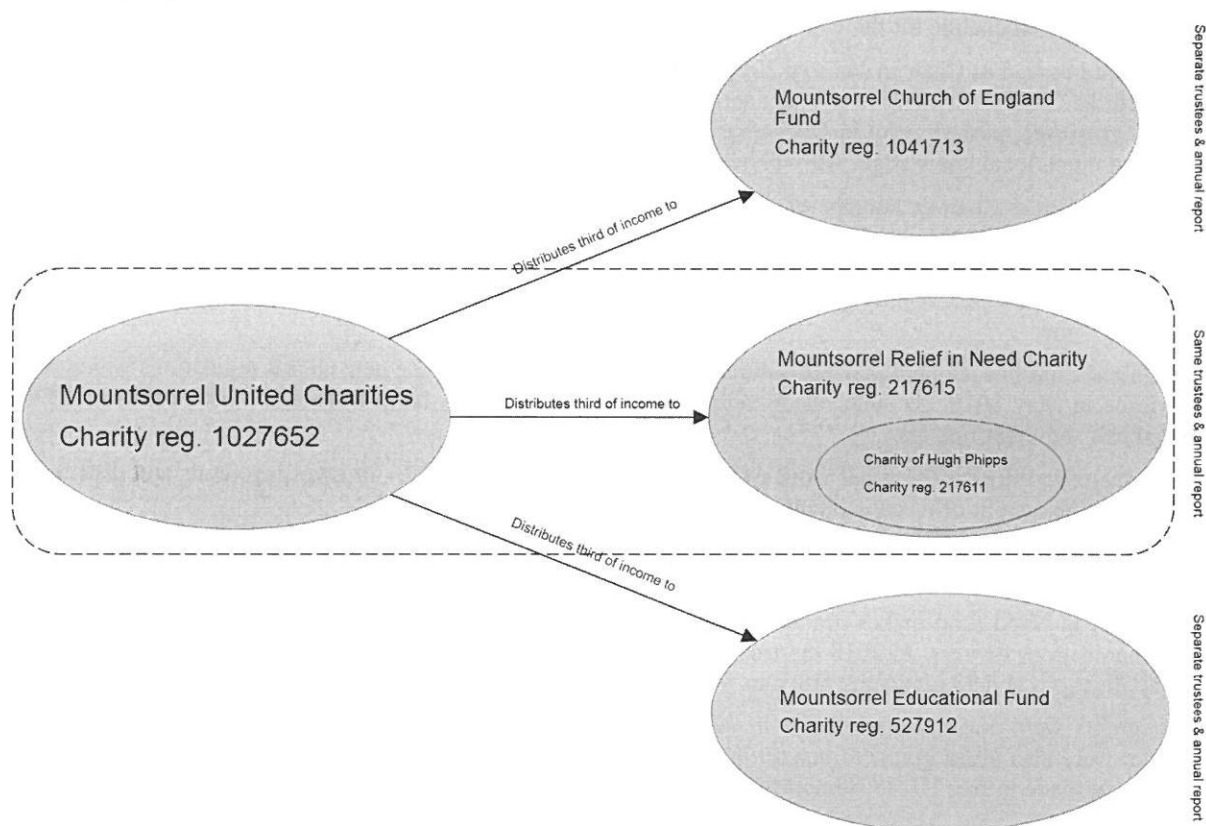 Mountsorrel Church of England
Fund
Charity reg. 1041713
Separate trustees & annual report
Distributes third of income to
Mountsorrel United Charities
Charity reg. 1027652
Distributes third of income to
Mountsorrel Relief in Need Charity
Charity reg. 217615
Charity of Hugh Phipps
Charity reg. 217611
Same trustees & annual report
Distributes third of income to
Mountsorrel Educational Fund
Charity reg. 527912
Separate trustees & annual report